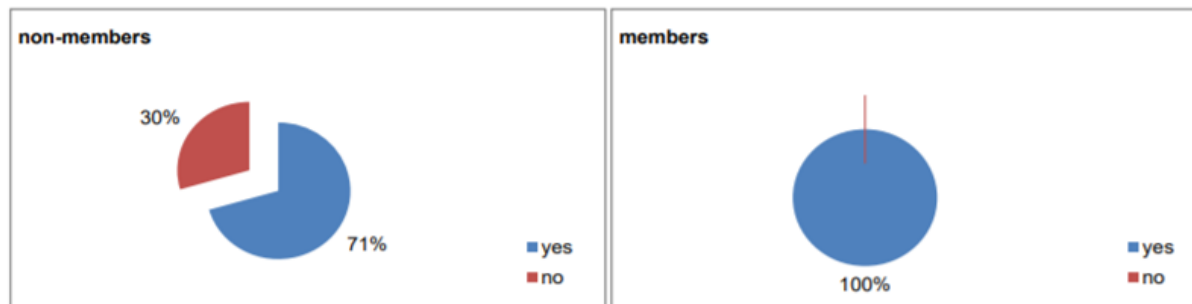 non-members
30%
71%
yes
no
members
100%
yes
no